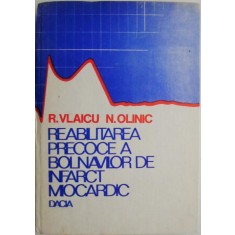 R.VLAICU N.OLINIC
REABILITAREA
PRECOCE A
BOLNAVILOR DE
INFARCT
MIOCARDIC
DACIA